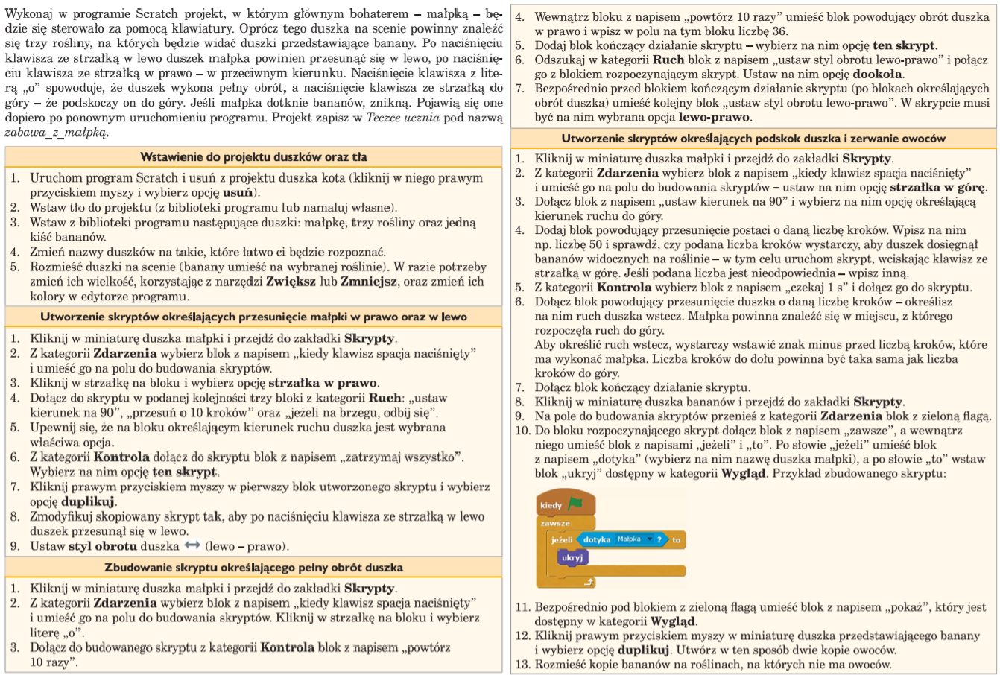 Wykonaj w programie Scratch projekt, w którym głównym bohaterem – małpką – bę-
dzie się sterowało za pomocą klawiatury. Oprócz tego duszka na scenie powinny znaleźć
się trzy rośliny, na których będzie widać duszki przedstawiające banany. Po naciśnięciu
klawisza ze strzałką w lewo duszek małpka powinien przesunąć się w lewo, po naciśnię-
ciu klawisza ze strzałką w prawo – w przeciwnym kierunku. Naciśnięcie klawisza z lite-
rą „o” spowoduje, że duszek wykona pełny obrót, a naciśnięcie klawisza ze strzałką do
góry – że podskoczy on do góry. Jeśli małpka dotknie bananów, znikną. Pojawią się one
dopiero po ponownym uruchomieniu programu. Projekt zapisz w Teczce ucznia pod nazwą
zabawa_z_małpką.
Wstawienie do projektu duszków oraz tła
1. Uruchom program Scratch i usuń z projektu duszka kota (kliknij w niego prawym
przyciskiem myszy i wybierz opcję usuń).
2. Wstaw tło do projektu (z biblioteki programu lub namaluj własne).
3. Wstaw z biblioteki programu następujące duszki: małpkę, trzy rośliny oraz jedną
kiść bananów.
4. Zmień nazwy duszków na takie, które łatwo ci będzie rozpoznać.
5. Rozmieść duszki na scenie (banany umieść na wybranej roślinie). W razie potrzeby
zmień ich wielkość, korzystając z narzędzi Zwiększ lub Zmniejsz, oraz zmień ich
kolory w edytorze programu.
Utworzenie skryptów określających przesunięcie małpki w prawo oraz w lewo
1. Kliknij w miniaturę duszka małpki i przejdź do zakładki Skrypty.
2. Z kategorii Zdarzenia wybierz blok z napisem „kiedy klawisz spacja naciśnięty”
i umieść go na polu do budowania skryptów.
3. Kliknij w strzałkę na bloku i wybierz opcję strzałka w prawo.
4. Dołącz do skryptu w podanej kolejności trzy bloki z kategorii Ruch: „ustaw
kierunek na 90”, „przesuń o 10 kroków” oraz „jeżeli na brzegu, odbij się”.
5. Upewnij się, że na bloku określającym kierunek ruchu duszka jest wybrana
właściwa opcja.
6. Z kategorii Kontrola dołącz do skryptu blok z napisem „zatrzymaj wszystko”.
Wybierz na nim opcję ten skrypt.
7. Kliknij prawym przyciskiem myszy w pierwszy blok utworzonego skryptu i wybierz
opcję duplikuj.
8. Zmodyfikuj skopiowany skrypt tak, aby po naciśnięciu klawisza ze strzałką w lewo
duszek przesunął się w lewo.
9. Ustaw styl obrotu duszka ↔ (lewo – prawo).
Zbudowanie skryptu określającego pełny obrót duszka
1. Kliknij w miniaturę duszka małpki i przejdź do zakładki Skrypty.
2. Z kategorii Zdarzenia wybierz blok z napisem „kiedy klawisz spacja naciśnięty”
i umieść go na polu do budowania skryptów. Kliknij w strzałkę na bloku i wybierz
literę „o”.
3. Dołącz do budowanego skryptu z kategorii Kontrola blok z napisem „powtórz
10 razy”.
4. Wewnątrz bloku z napisem „powtórz 10 razy” umieść blok powodujący obrót duszka
w prawo i wpisz w polu na tym bloku liczbę 36.
5. Dodaj blok kończący działanie skryptu – wybierz na nim opcję ten skrypt.
6. Odszukaj w kategorii Ruch blok z napisem „ustaw styl obrotu lewo-prawo” i połącz
go z blokiem rozpoczynającym skrypt. Ustaw na nim opcję dookoła.
7. Bezpośrednio przed blokiem kończącym działanie skryptu (po blokach określających
obrót duszka) umieść kolejny blok „ustaw styl obrotu lewo-prawo”. W skrypcie musi
być na nim wybrana opcja lewo-prawo.
Utworzenie skryptów określających podskok duszka i zerwanie owoców
1. Kliknij w miniaturę duszka małpki i przejdź do zakładki Skrypty.
2. Z kategorii Zdarzenia wybierz blok z napisem „kiedy klawisz spacja naciśnięty”
i umieść go na polu do budowania skryptów – ustaw na nim opcję strzałka w górę.
3. Dołącz blok z napisem „ustaw kierunek na 90” i wybierz na nim opcję określającą
kierunek ruchu do góry.
4. Dodaj blok powodujący przesunięcie postaci o daną liczbę kroków. Wpisz na nim
np. liczbę 50 i sprawdź, czy podana liczba kroków wystarczy, aby duszek dosięgnął
bananów widocznych na roślinie – w tym celu uruchom skrypt, wciskając klawisz ze
strzałką w górę. Jeśli podana liczba jest nieodpowiednia – wpisz inną.
5. Z kategorii Kontrola wybierz blok z napisem „czekaj 1 s” i dołącz go do skryptu.
6. Dołącz blok powodujący przesunięcie duszka o daną liczbę kroków – określisz
na nim ruch duszka wstecz. Małpka powinna znaleźć się w miejscu, z którego
rozpoczęła ruch do góry.
Aby określić ruch wstecz, wystarczy wstawić znak minus przed liczbą kroków, które
ma wykonać małpka. Liczba kroków do dołu powinna być taka sama jak liczba
kroków do góry.
7. Dołącz blok kończący działanie skryptu.
8. Kliknij w miniaturę duszka bananów i przejdź do zakładki Skrypty.
9. Na pole do budowania skryptów przenieś z kategorii Zdarzenia blok z zieloną flagą.
10. Do bloku rozpoczynającego skrypt dołącz blok z napisem „zawsze”, a wewnątrz
niego umieść blok z napisami „jeżeli” i „to”. Po słowie „jeżeli” umieść blok
z napisem „dotyka” (wybierz na nim nazwę duszka małpki), a po słowie „to” wstaw
blok „ukryj” dostępny w kategorii Wygląd. Przykład zbudowanego skryptu:
kiedy
zawsze
jeżeli dotyka Małpka ? to
ukryj
11. Bezpośrednio pod blokiem z zieloną flagą umieść blok z napisem „pokaż”, który jest
dostępny w kategorii Wygląd.
12. Kliknij prawym przyciskiem myszy w miniaturę duszka przedstawiającego banany
i wybierz opcję duplikuj. Utwórz w ten sposób dwie kopie owoców.
13. Rozmieść kopie bananów na roślinach, na których nie ma owoców.